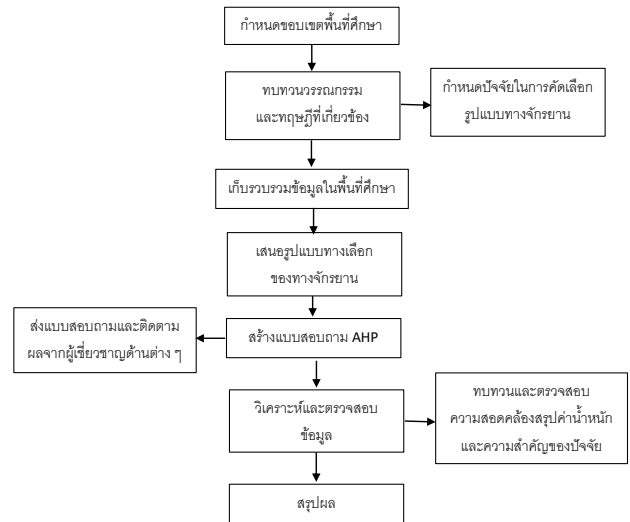 กำหนดขอบเขตพื้นที่ศึกษา
ทบทวนวรรณกรรม
และทฤษฎีที่เกี่ยวข้อง
กำหนดปัจจัยในการคัดเลือก
รูปแบบทางจักรยาน
เก็บรวบรวมข้อมูลในพื้นที่ศึกษา
เสนอรูปแบบทางเลือก
ของทางจักรยาน
ส่งแบบสอบถามและติดตาม
ผลจากผู้เชี่ยวชาญด้านต่าง ๆ
สร้างแบบสอบถาม AHP
วิเคราะห์และตรวจสอบ
ข้อมูล
ทบทวนและตรวจสอบ
ความสอดคล้องสรุปค่าน้ำหนัก
และความสำคัญของปัจจัย
สรุปผล